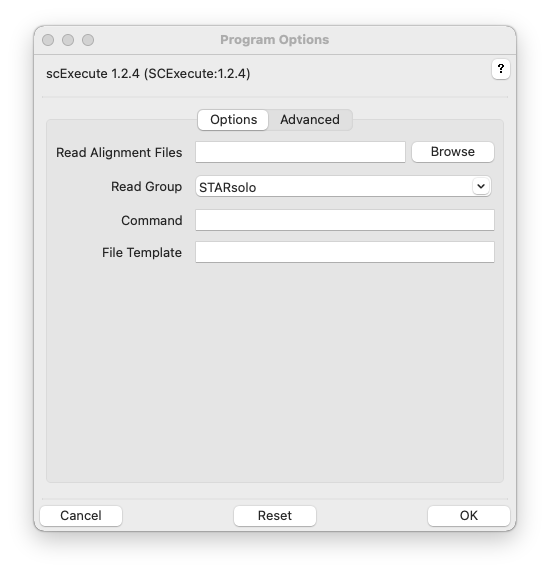 Program Options
scExecute 1.2.4 (SCExecute:1.2.4)
?
Options Advanced
Read Alignment Files Browse
Read Group STARsolo
Command
File Template
Cancel Reset OK